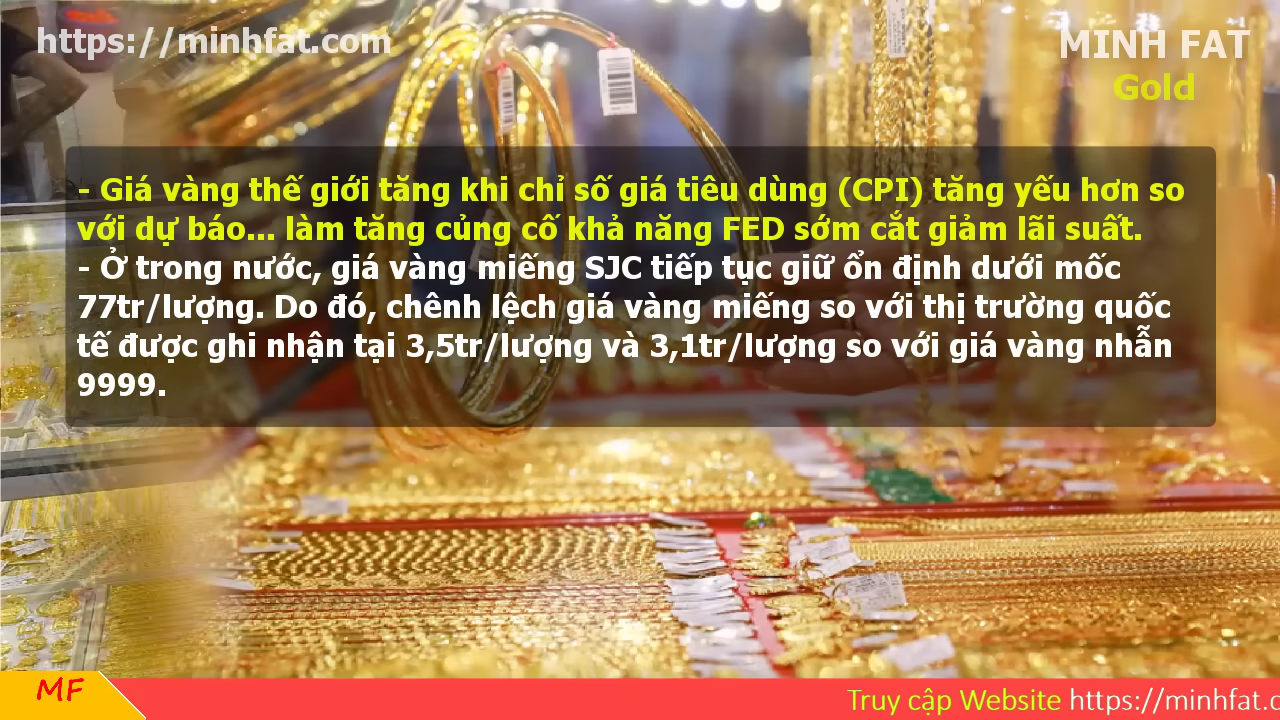 https://minhfat.com
MINH FAT
Gold
- Giá vàng thế giới tăng khi chỉ số giá tiêu dùng (CPI) tăng yếu hơn so
với dự báo... làm tăng củng cố khả năng FED sớm cắt giảm lãi suất.
- Ở trong nước, giá vàng miếng SJC tiếp tục giữ ổn định dưới mốc
77tr/lượng. Do đó, chênh lệch giá vàng miếng so với thị trường quốc
tế được ghi nhận tại 3,5tr/lượng và 3,1tr/lượng so với giá vàng nhẫn
9999.
MF
Truy cập Website https://minhfat.c